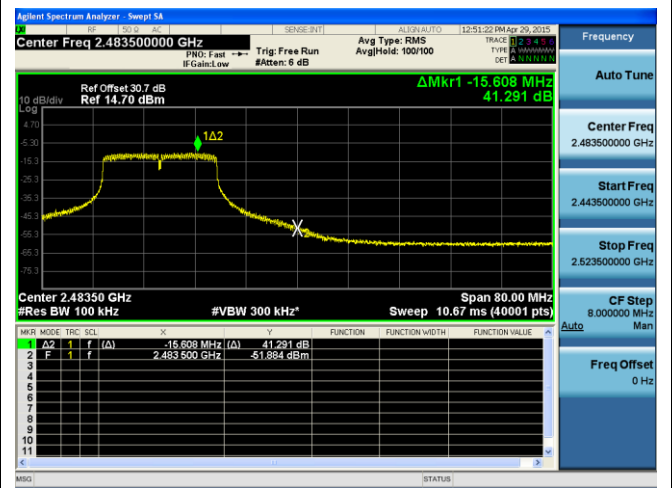 Agilent Spectrum Analyzer - Swept SA
RF 50 Ω AC SENSE:INT ALIGN AUTO 12:51:22 PM Apr 29, 2015
Center Freq 2.483500000 GHz
PNO: Fast
IFGain:Low
Trig: Free Run
#Atten: 6 dB
Avg Type: RMS
Avg|Hold: 100/100
TRACE 1 2 3 4 5 6
TYPE A WWWWW
DET A N N N N N
Frequency
Auto Tune
Center Freq
2.483500000 GHz
Start Freq
2.443500000 GHz
Stop Freq
2.523500000 GHz
CF Step
8.000000 MHz
Auto Man
Freq Offset
0 Hz
ΔMkr1 -15.608 MHz
41.291 dB
Ref Offset 30.7 dB
10 dB/div Ref 14.70 dBm
Log
4.70
-5.30
-15.3
-25.3
-35.3
-45.3
-55.3
-65.3
-75.3
1Δ2
2
Center 2.48350 GHz Span 80.00 MHz
#Res BW 100 kHz #VBW 300 kHz* Sweep 10.67 ms (40001 pts)
MKR MODE TRC SCL X Y FUNCTION FUNCTION WIDTH FUNCTION VALUE
1 Δ2 1 f (Δ) -15.608 MHz (Δ) 41.291 dB
2 F 1 f 2.483 500 GHz -51.884 dBm
3
4
5
6
7
8
9
10
11
MSG STATUS